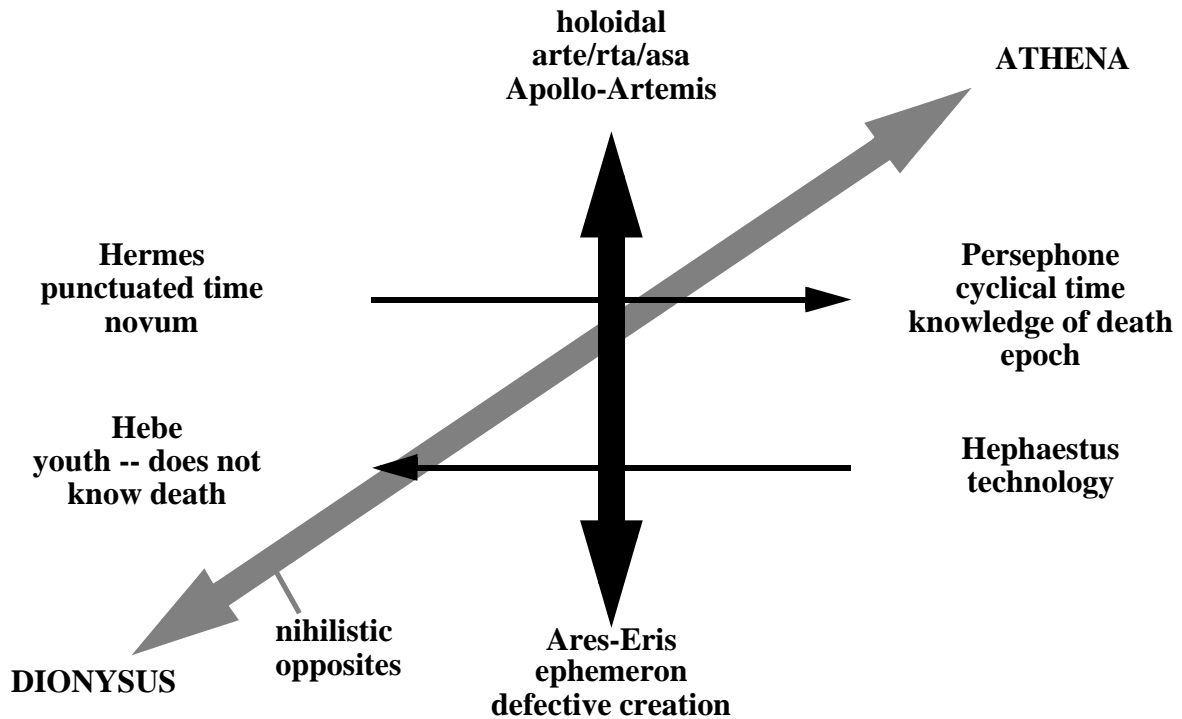 holoidal
arte/rta/asa
Apollo-Artemis
ATHENA
Hermes
punctuated time
novum
Persephone
cyclical time
knowledge of death
epoch
Hebe
youth -- does not
know death
Hephaestus
technology
nihilistic
opposites
Ares-Eris
ephemeron
defective creation
DIONYSUS